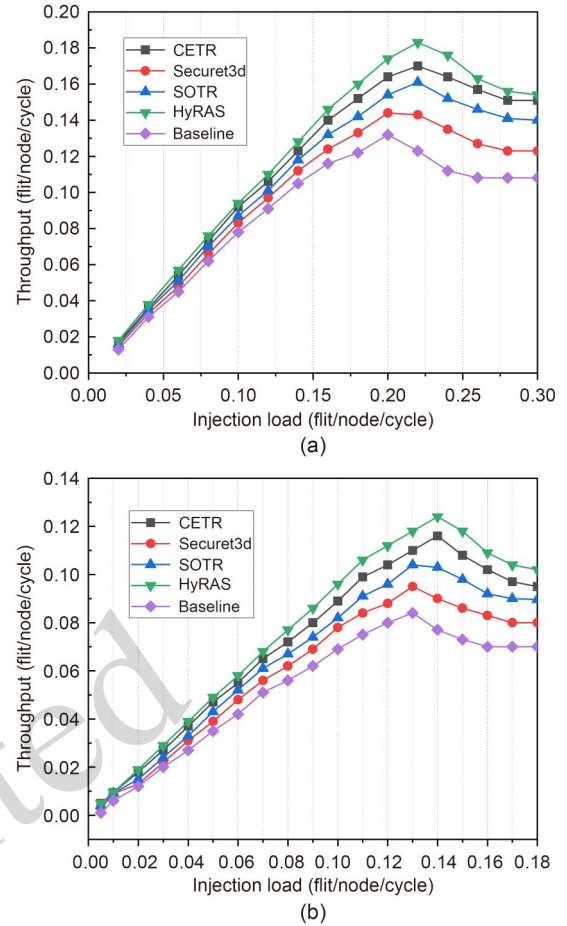 0.20
0.18
0.16
0.14
0.12
0.10
0.08
0.06
0.04
0.02
0.00
Throughput (flit/node/cycle)
CETR
Securet3d
SOTR
HyRAS
Baseline
0.00 0.05 0.10 0.15 0.20 0.25 0.30
Injection load (flit/node/cycle)
(a)
0.14
0.12
0.10
0.08
0.06
0.04
0.02
0.00
Throughput (flit/node/cycle)
CETR
Securet3d
SOTR
HyRAS
Baseline
0.00 0.02 0.04 0.06 0.08 0.10 0.12 0.14 0.16 0.18
Injection load (flit/node/cycle)
(b)